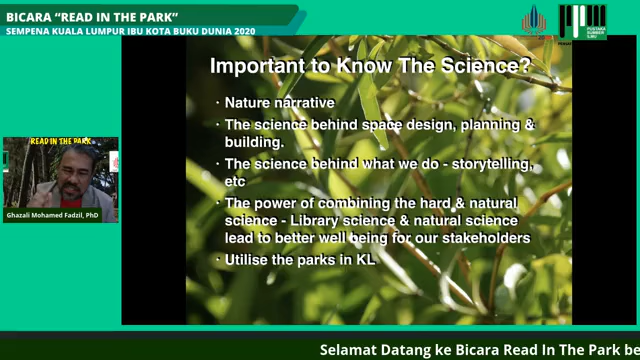 BICARA “READ IN THE PARK”
SEMPENA KUALA LUMPUR IBU KOTA BUKU DUNIA 2020
PUSTAKA
SUMBER
ILMU
Important to Know The Science?
· Nature narrative
· The science behind space design, planning &
building.
· The science behind what we do - storytelling,
etc
· The power of combining the hard & natural
science - Library science & natural science
lead to better well being for our stakeholders
· Utilise the parks in KL
READ IN THE PARK
Ghazali Mohamed Fadzil, PhD
Selamat Datang ke Bicara Read In The Park be